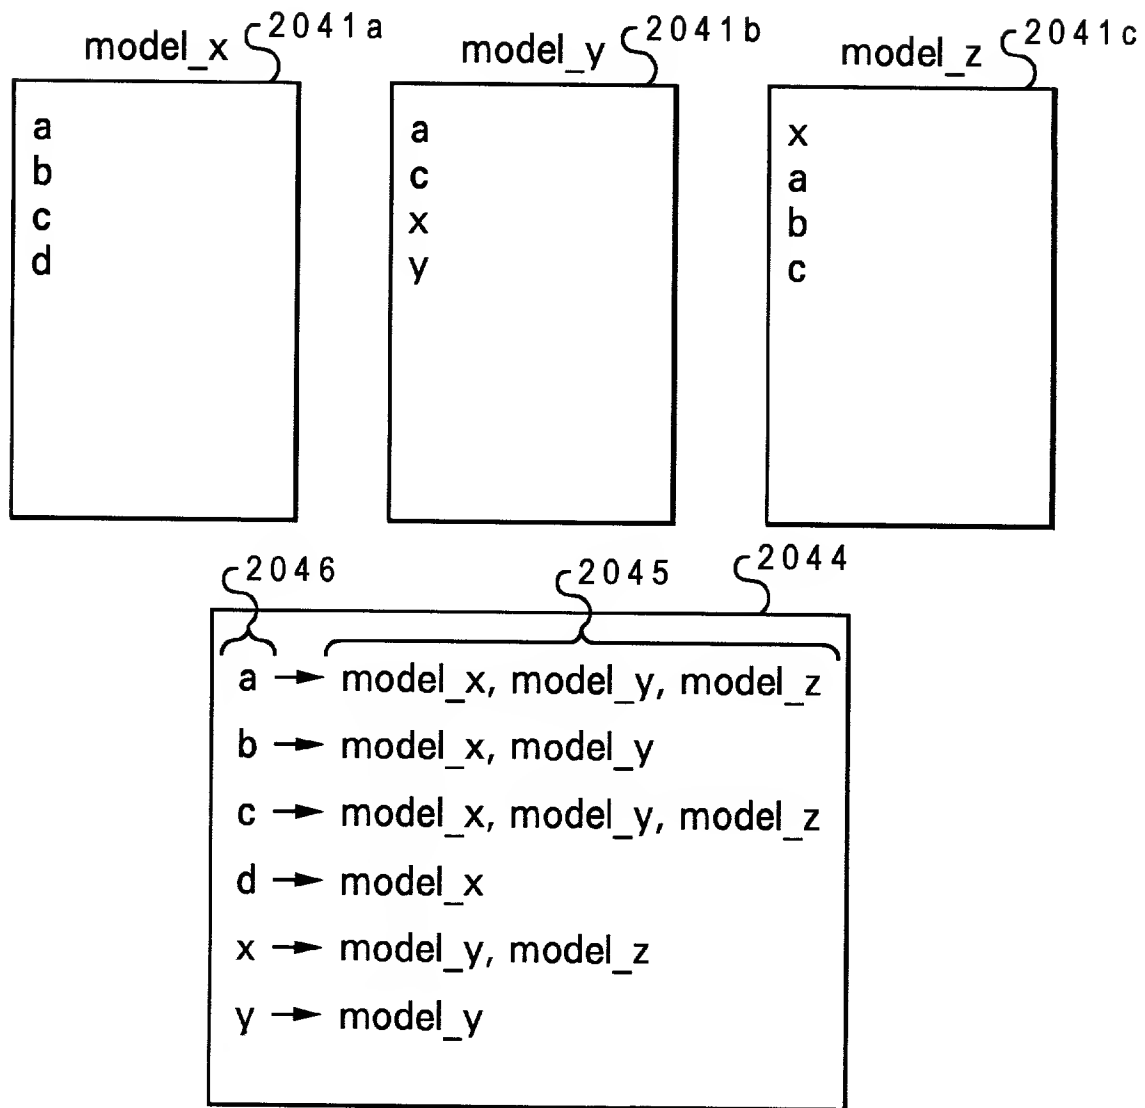 model_x 2041a
a
b
c
d
model_y 2041b
a
c
x
y
model_z 2041c
x
a
b
c
2046 2045 2044
a → model_x, model_y, model_z
b → model_x, model_y
c → model_x, model_y, model_z
d → model_x
x → model_y, model_z
y → model_y